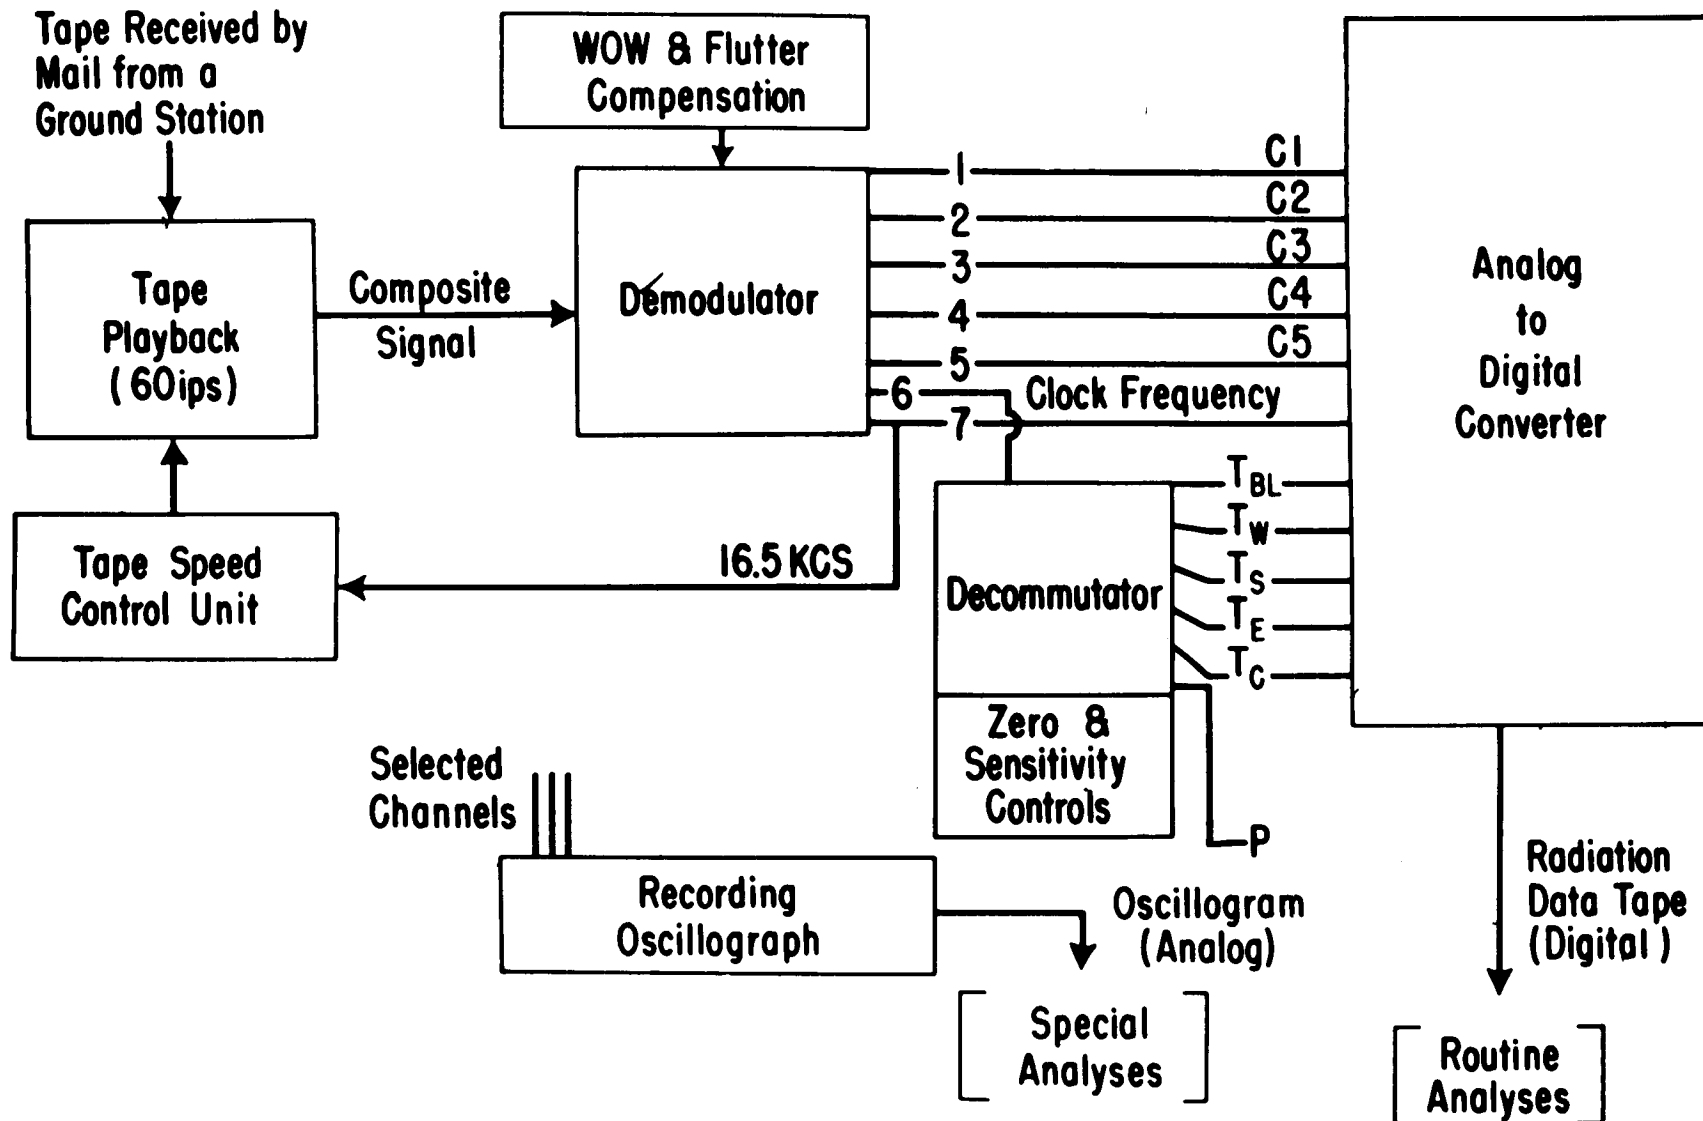 Tape Received by
Mail from a
Ground Station
WOW & Flutter
Compensation
Tape
Playback
(60ips)
Composite
Signal
Demodulator
1
C1
2
C2
3
C3
4
C4
5
C5
6
Clock Frequency
7
Analog
to
Digital
Converter
Tape Speed
Control Unit
16.5 KCS
Decommutator
TBL
TW
TS
TE
TC
Zero &
Sensitivity
Controls
P
Selected
Channels
Recording
Oscillograph
Oscillogram
(Analog)
Special
Analyses
Radiation
Data Tape
(Digital)
Routine
Analyses